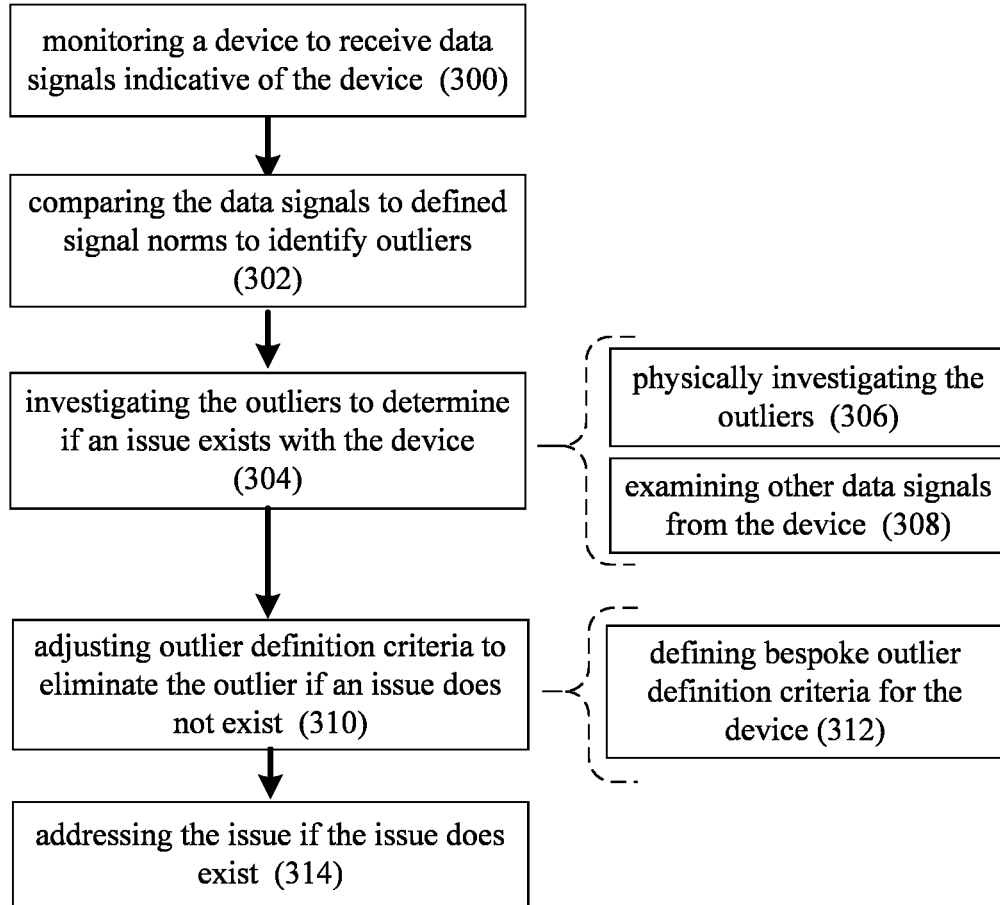 monitoring a device to receive data
signals indicative of the device (300)
comparing the data signals to defined
signal norms to identify outliers
(302)
investigating the outliers to determine
if an issue exists with the device
(304)
physically investigating the
outliers (306)
examining other data signals
from the device (308)
adjusting outlier definition criteria to
eliminate the outlier if an issue does
not exist (310)
defining bespoke outlier
definition criteria for the
device (312)
addressing the issue if the issue does
exist (314)